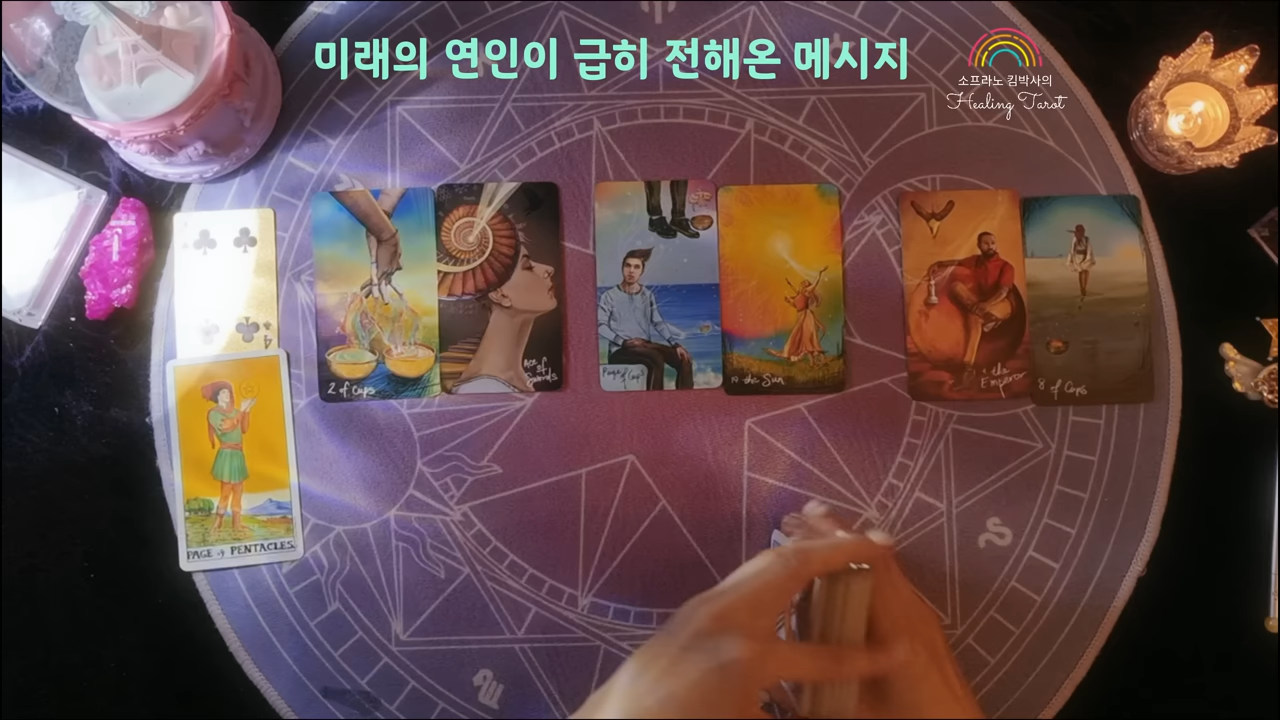 미래의 연인이 급히 전해온 메시지
소프라노 킴박사의
Healing Tarot
4
2 of Cups
Ace of Swords
Page of Cups
the Sun
the Emperor
8 of Cups
PAGE of PENTACLES